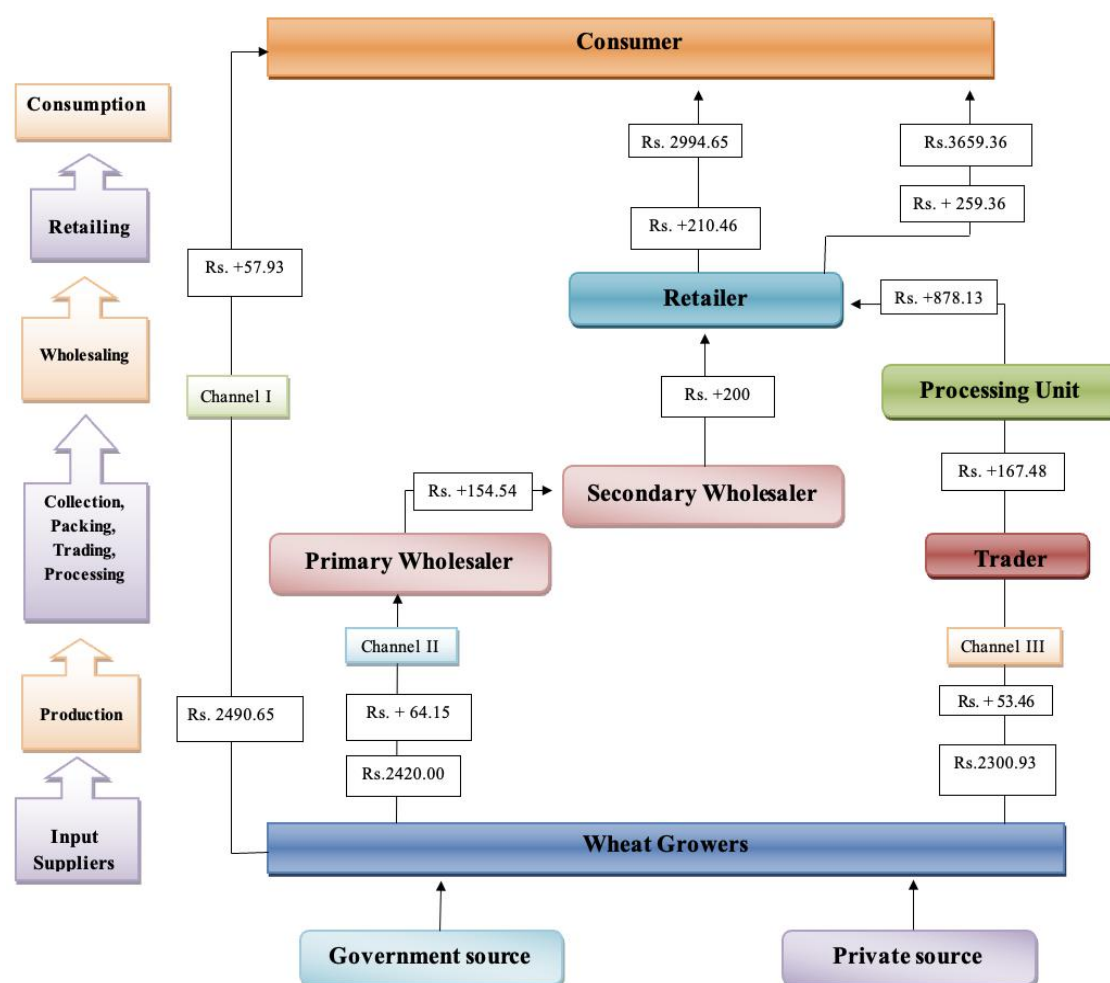 Consumer
Consumption
Rs. 2994.65
Rs.3659.36
Rs. + 259.36
Retailing
Rs. +210.46
Rs. +57.93
Retailer
Rs. +878.13
Wholesaling
Channel I
Rs. +200
Processing Unit
Rs. +167.48
Collection,
Packing,
Trading,
Processing
Rs. +154.54
Secondary Wholesaler
Primary Wholesaler
Trader
Channel II
Channel III
Production
Rs. 2490.65
Rs. + 64.15
Rs. + 53.46
Rs.2420.00
Rs.2300.93
Input
Suppliers
Wheat Growers
Government source
Private source